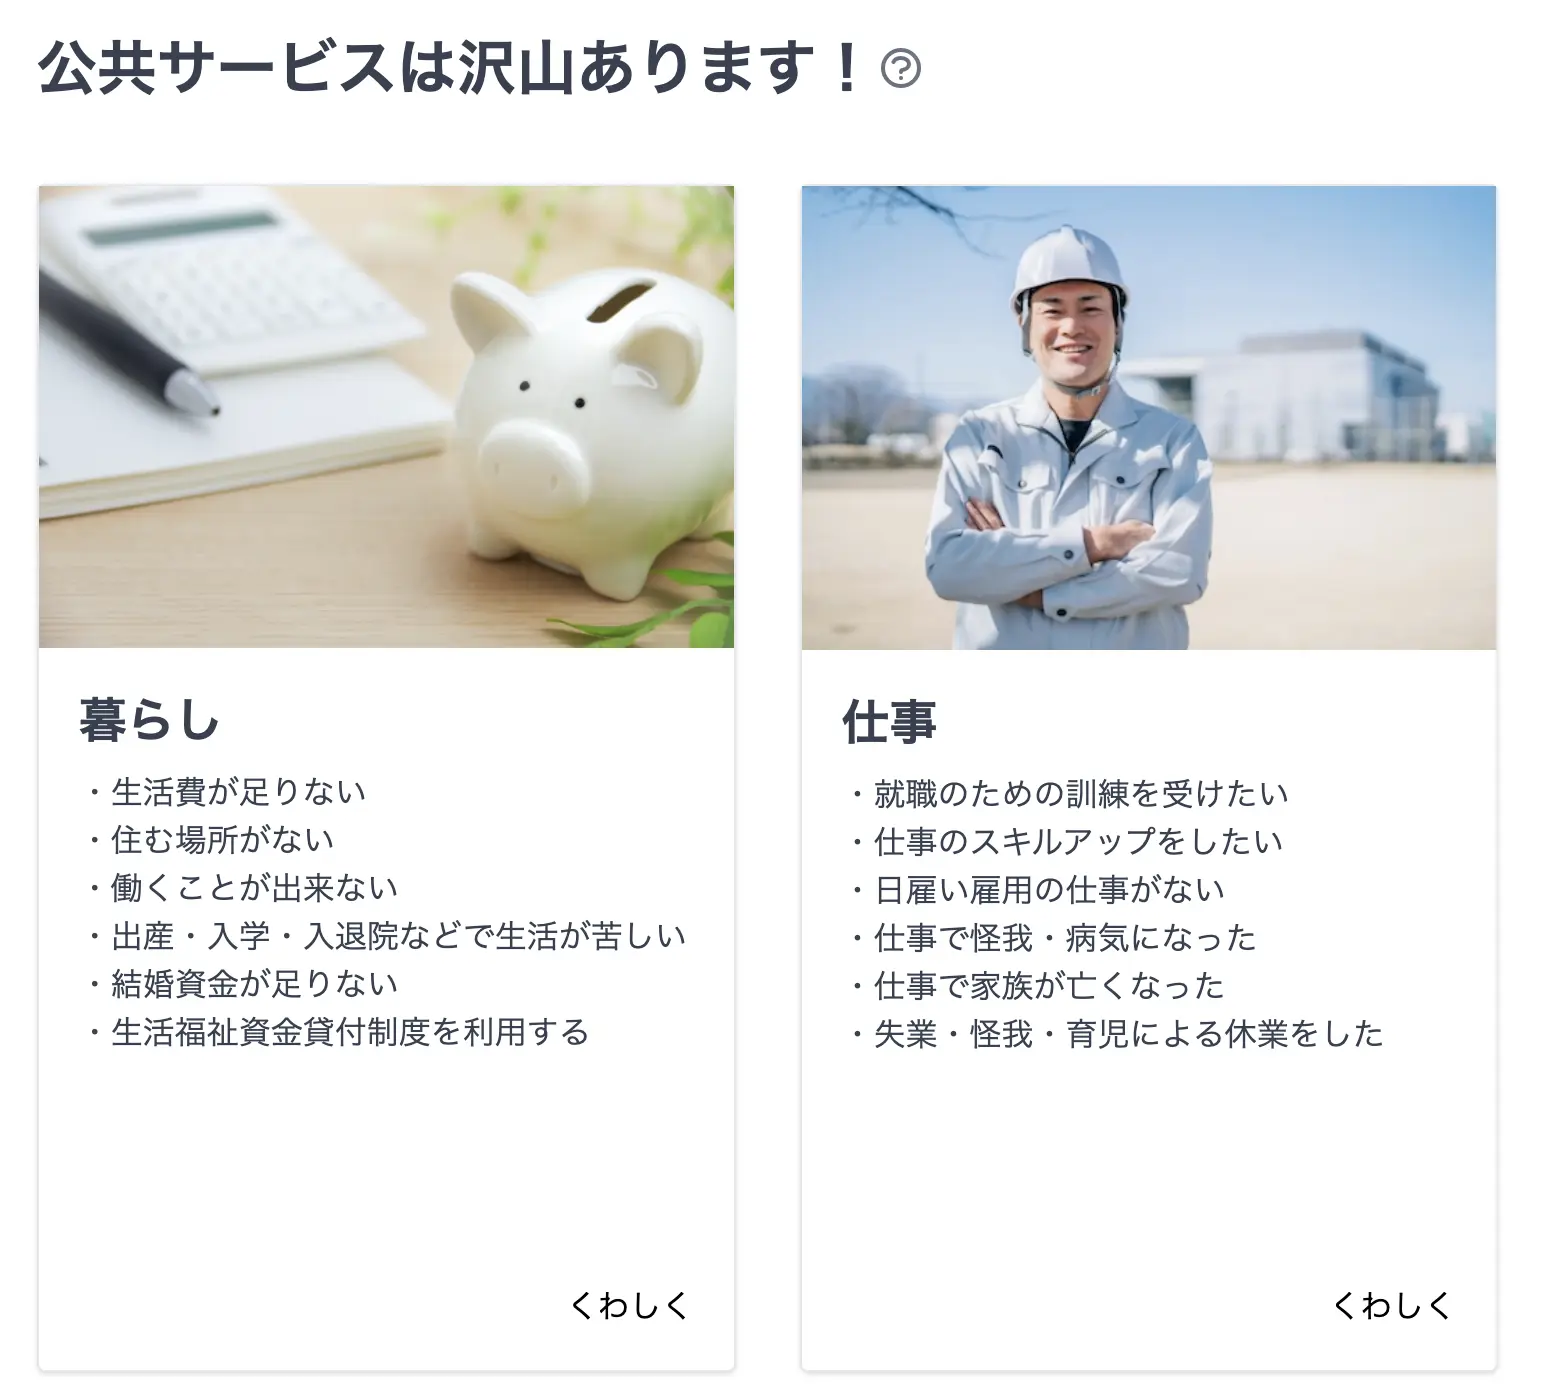 公共サービスは沢山あります！
暮らし
・生活費が足りない
・住む場所がない
・働くことが出来ない
・出産・入学・入退院などで生活が苦しい
・結婚資金が足りない
・生活福祉資金貸付制度を利用する
くわしく
仕事
・就職のための訓練を受けたい
・仕事のスキルアップをしたい
・日雇い雇用の仕事がない
・仕事で怪我・病気になった
・仕事で家族が亡くなった
・失業・怪我・育児による休業をした
くわしく